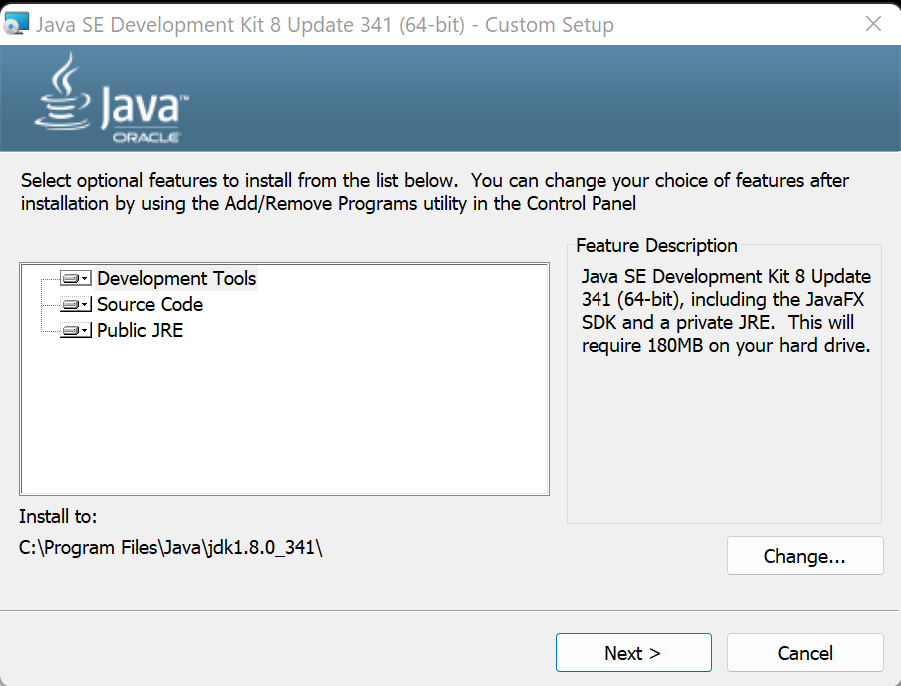 Java SE Development Kit 8 Update 341 (64-bit) - Custom Setup
Java™
ORACLE
Select optional features to install from the list below.  You can change your choice of features after
installation by using the Add/Remove Programs utility in the Control Panel
Development Tools
Source Code
Public JRE
Feature Description
Java SE Development Kit 8 Update
341 (64-bit), including the JavaFX
SDK and a private JRE.  This will
require 180MB on your hard drive.
Install to:
C:\Program Files\Java\jdk1.8.0_341\
Change...
Next >
Cancel